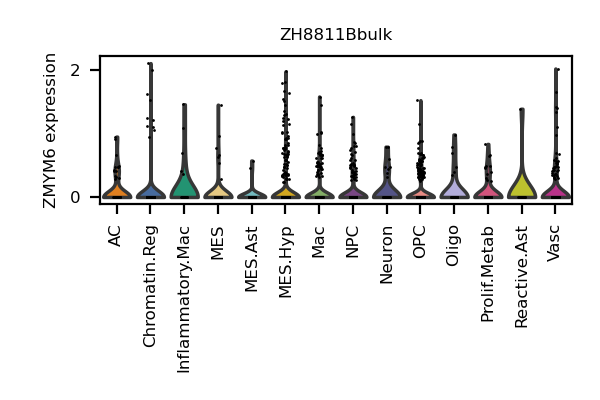 ZH8811Bbulk
ZMYM6 expression
2
0
AC
Chromatin.Reg
Inflammatory.Mac
MES
MES.Ast
MES.Hyp
Mac
NPC
Neuron
OPC
Oligo
Prolif.Metab
Reactive.Ast
Vasc